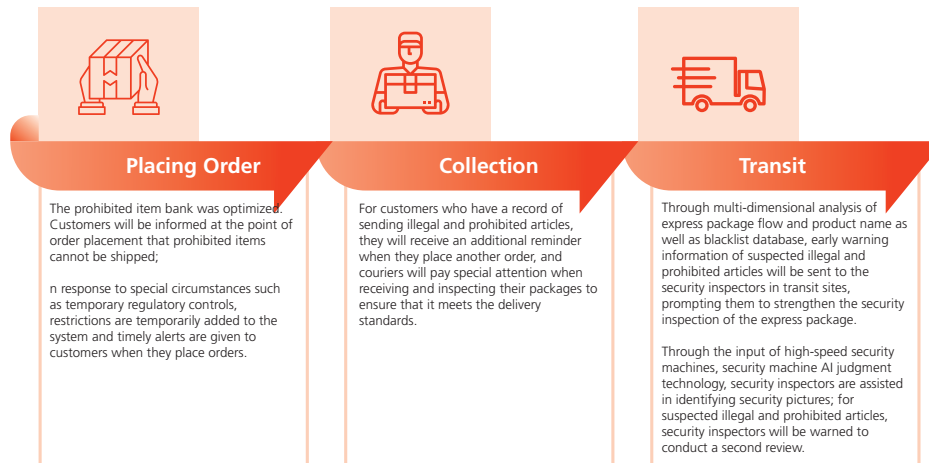 Placing Order
The prohibited item bank was optimized.
Customers will be informed at the point of
order placement that prohibited items
cannot be shipped;
n response to special circumstances such
as temporary regulatory controls,
restrictions are temporarily added to the
system and timely alerts are given to
customers when they place orders.
Collection
For customers who have a record of
sending illegal and prohibited articles,
they will receive an additional reminder
when they place another order, and
couriers will pay special attention when
receiving and inspecting their packages to
ensure that it meets the delivery
standards.
Transit
Through multi-dimensional analysis of
express package flow and product name as
well as blacklist database, early warning
information of suspected illegal and
prohibited articles will be sent to the
security inspectors in transit sites,
prompting them to strengthen the security
inspection of the express package.
Through the input of high-speed security
machines, security machine AI judgment
technology, security inspectors are assisted
in identifying security pictures; for
suspected illegal and prohibited articles,
security inspectors will be warned to
conduct a second review.